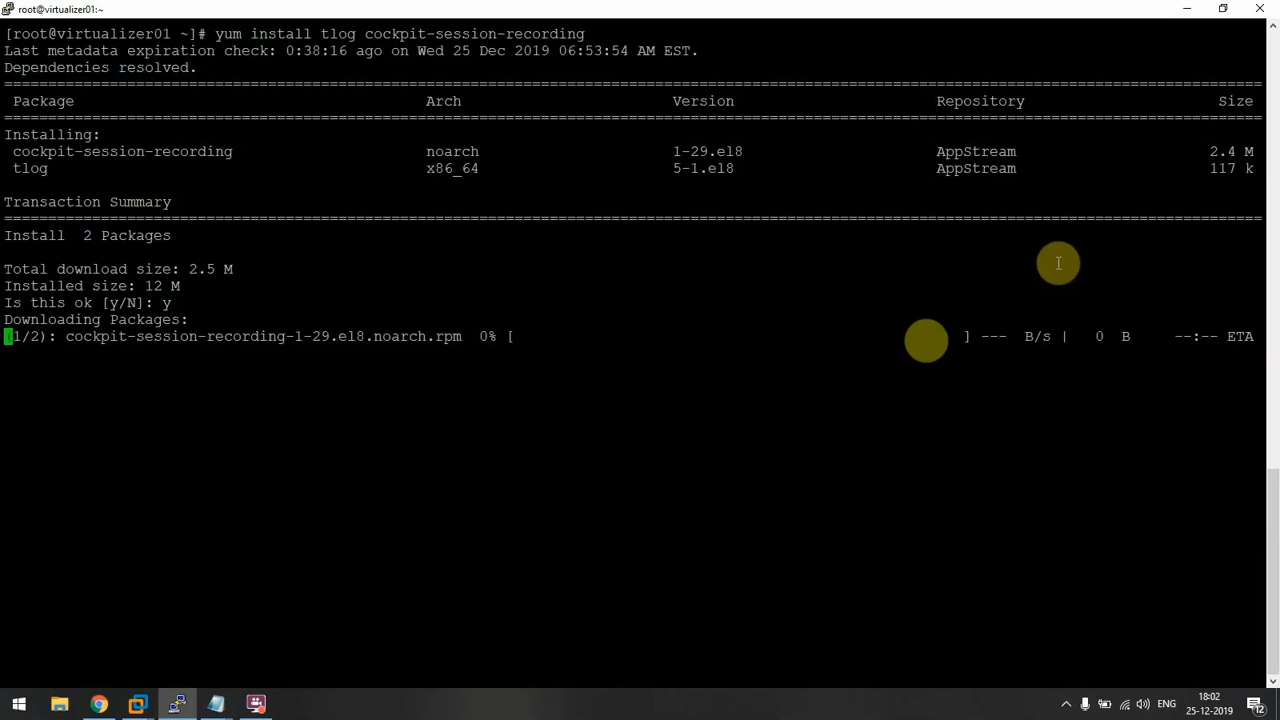 root@virtualizer01:~
[root@virtualizer01 ~]# yum install tlog cockpit-session-recording
Last metadata expiration check: 0:38:16 ago on Wed 25 Dec 2019 06:53:54 AM EST.
Dependencies resolved.
================================================================================
Package Arch Version Repository Size
================================================================================
Installing:
cockpit-session-recording noarch 1-29.el8 AppStream 2.4 M
tlog x86_64 5-1.el8 AppStream 117 k
Transaction Summary
================================================================================
Install  2 Packages
Total download size: 2.5 M
Installed size: 12 M
Is this ok [y/N]: y
Downloading Packages:
(1/2): cockpit-session-recording-1-29.el8.noarch.rpm  0% [ ] ---  B/s |   0  B     --:-- ETA
ENG
18:02
25-12-2019
12